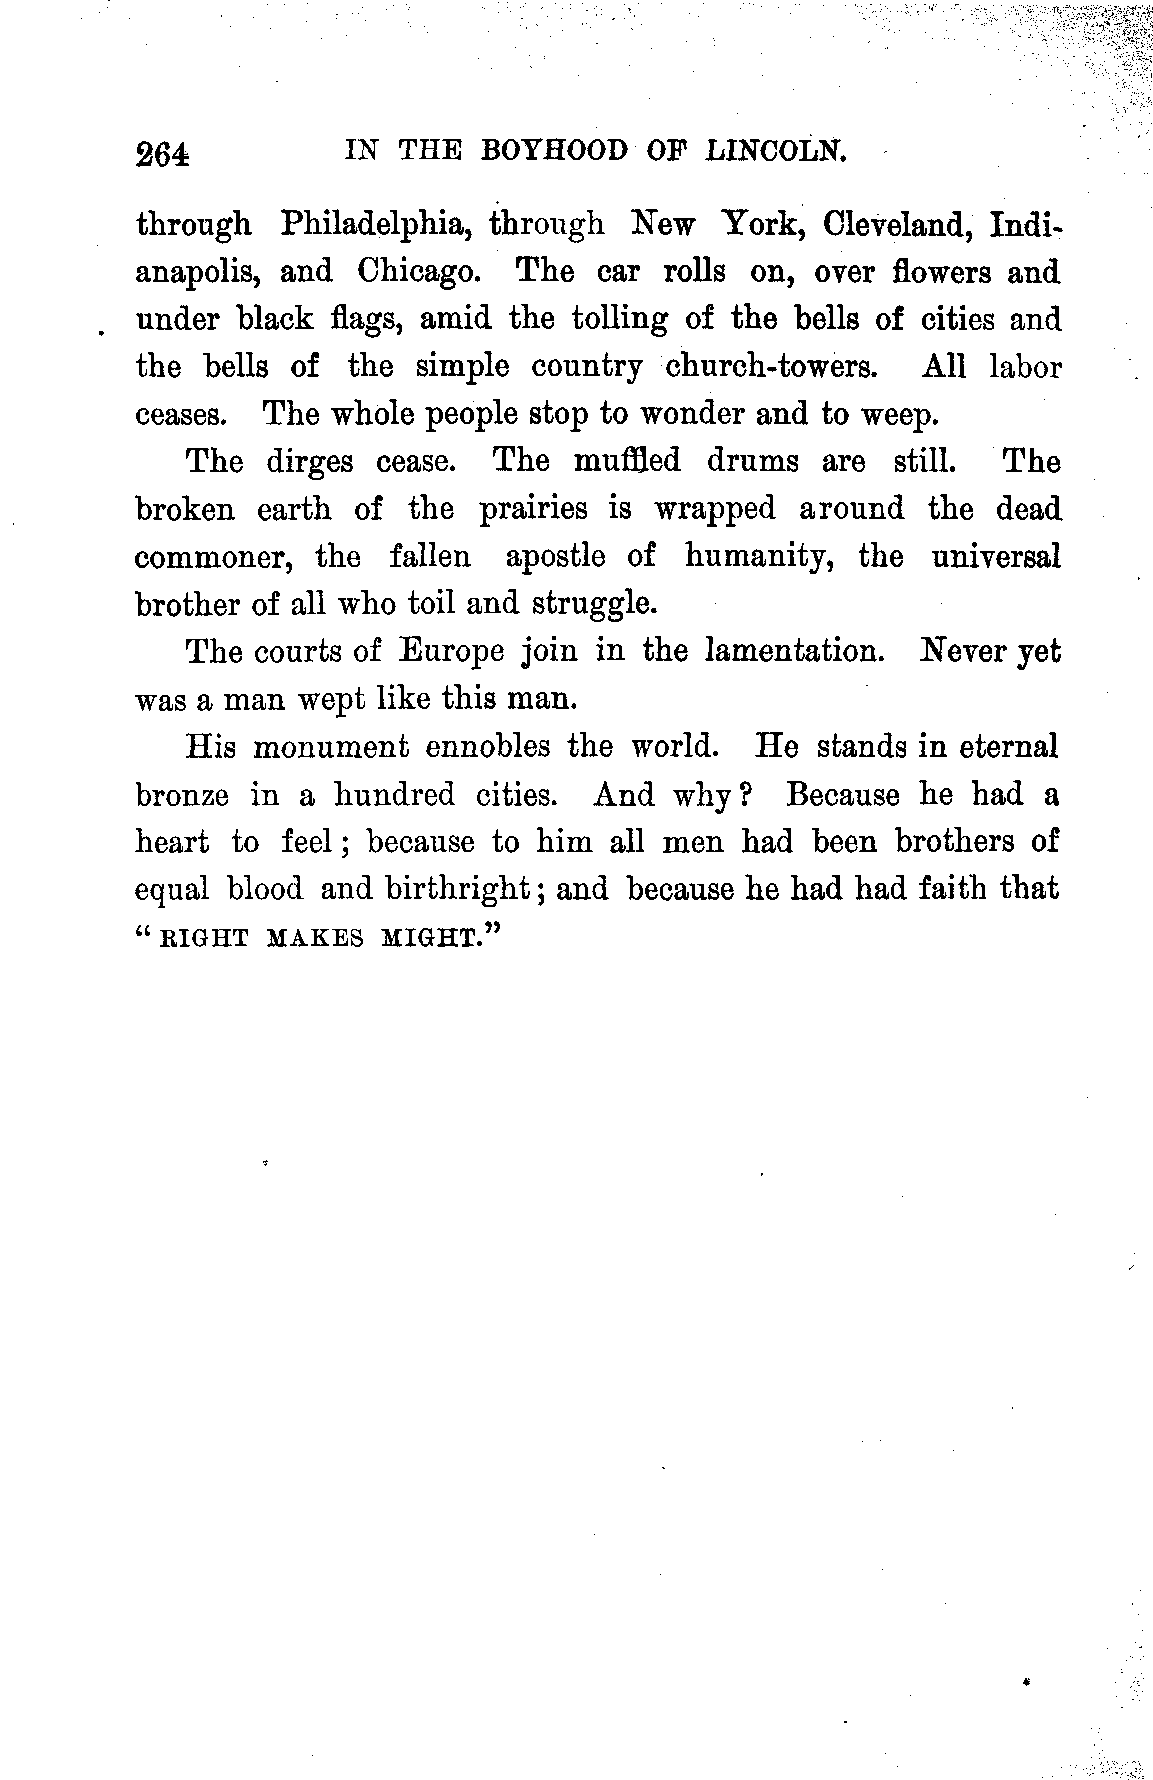 264 IN THE BOYHOOD OF LINCOLN.
through Philadelphia, through New York, Cleveland, Indi-
anapolis, and Chicago. The car rolls on, over flowers and
under black flags, amid the tolling of the bells of cities and
the bells of the simple country church-towers. All labor
ceases. The whole people stop to wonder and to weep.
The dirges cease. The muffled drums are still. The
broken earth of the prairies is wrapped around the dead
commoner, the fallen apostle of humanity, the universal
brother of all who toil and struggle.
The courts of Europe join in the lamentation. Never yet
was a man wept like this man.
His monument ennobles the world. He stands in eternal
bronze in a hundred cities. And why? Because he had a
heart to feel; because to him all men had been brothers of
equal blood and birthright; and because he had had faith that
“RIGHT MAKES MIGHT.”